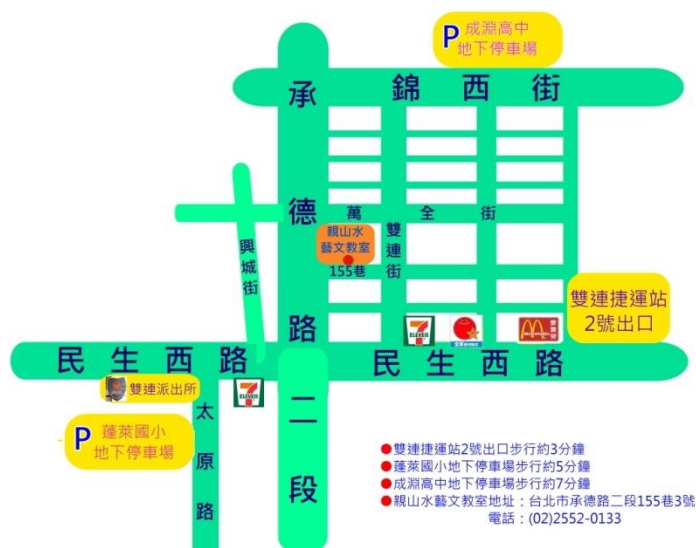 P 成淵高中
地下停車場
錦西街
承德路二段
萬全街
親山水
藝文教室
155巷
雙連街
興城街
雙連捷運站
2號出口
7
ELEVEN
麥當勞
民生西路
民生西路
雙連派出所
7
ELEVEN
P 蓬萊國小
地下停車場
太原路
●雙連捷運站2號出口步行約3分鐘
●蓬萊國小地下停車場步行約5分鐘
●成淵高中地下停車場步行約7分鐘
●親山水藝文教室地址：台北市承德路二段155巷3號
電話：(02)2552-0133